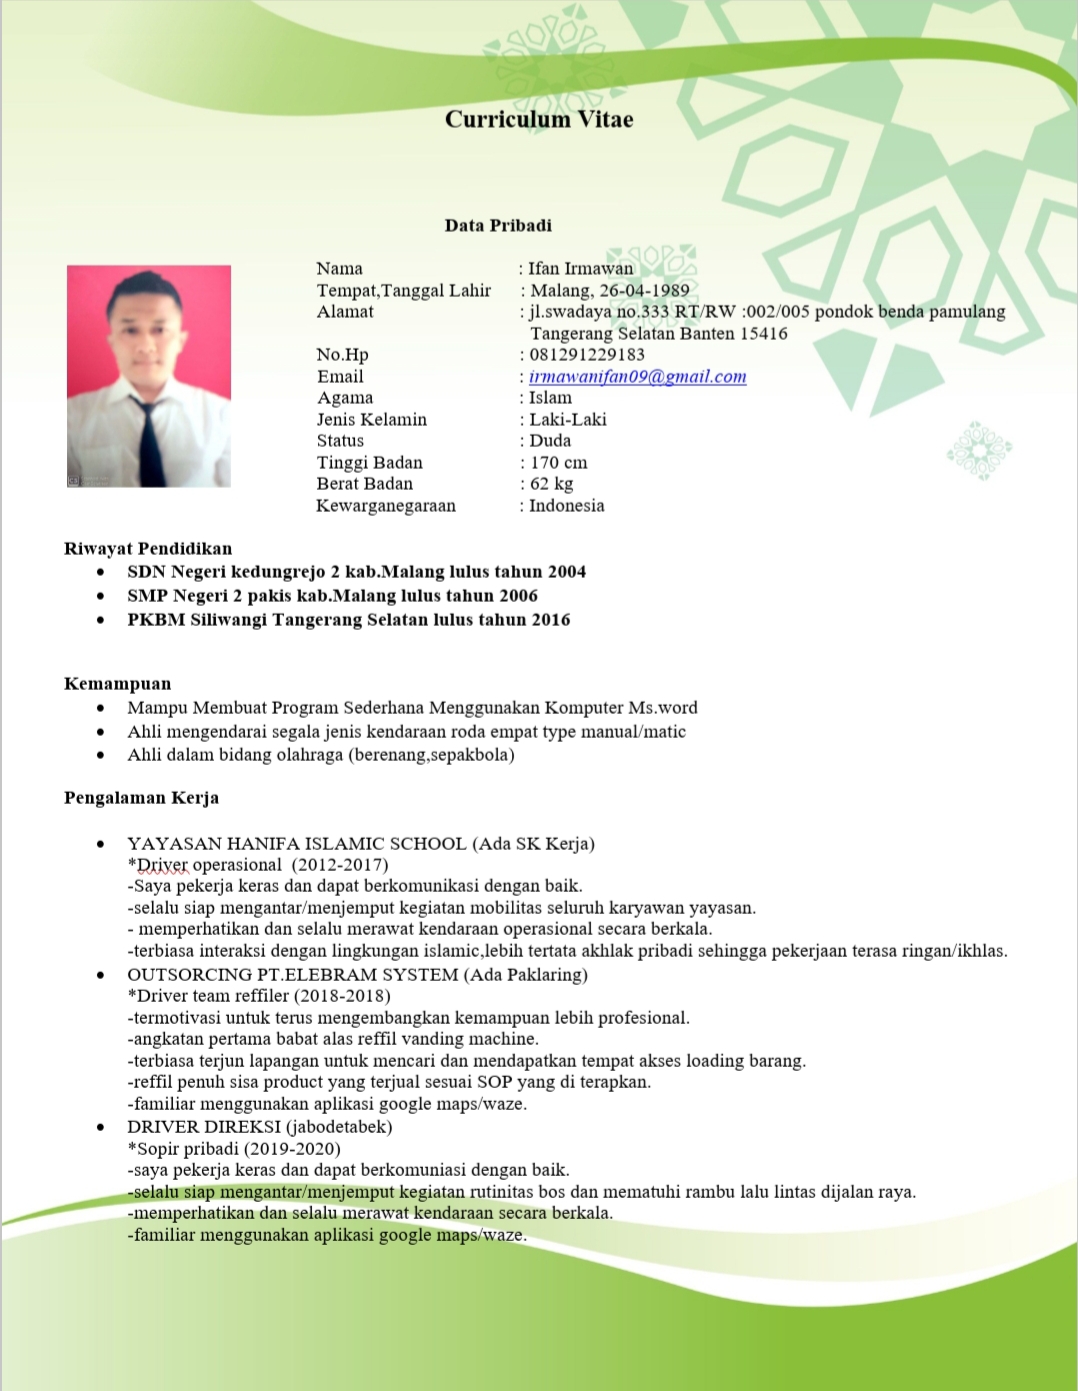 Curriculum Vitae
Data Pribadi
Nama : Ifan Irmawan
Tempat,Tanggal Lahir : Malang, 26-04-1989
Alamat : jl.swadaya no.333 RT/RW :002/005 pondok benda pamulang
Tangerang Selatan Banten 15416
No.Hp : 081291229183
Email : irmawanifan09@gmail.com
Agama : Islam
Jenis Kelamin : Laki-Laki
Status : Duda
Tinggi Badan : 170 cm
Berat Badan : 62 kg
Kewarganegaraan : Indonesia
Riwayat Pendidikan
• SDN Negeri kedungrejo 2 kab.Malang lulus tahun 2004
• SMP Negeri 2 pakis kab.Malang lulus tahun 2006
• PKBM Siliwangi Tangerang Selatan lulus tahun 2016
Kemampuan
• Mampu Membuat Program Sederhana Menggunakan Komputer Ms.word
• Ahli mengendarai segala jenis kendaraan roda empat type manual/matic
• Ahli dalam bidang olahraga (berenang,sepakbola)
Pengalaman Kerja
• YAYASAN HANIFA ISLAMIC SCHOOL (Ada SK Kerja)
*Driver operasional (2012-2017)
-Saya pekerja keras dan dapat berkomunikasi dengan baik.
-selalu siap mengantar/menjemput kegiatan mobilitas seluruh karyawan yayasan.
- memperhatikan dan selalu merawat kendaraan operasional secara berkala.
-terbiasa interaksi dengan lingkungan islamic,lebih tertata akhlak pribadi sehingga pekerjaan terasa ringan/ikhlas.
• OUTSORCING PT.ELEBRAM SYSTEM (Ada Paklaring)
*Driver team reffiler (2018-2018)
-termotivasi untuk terus mengembangkan kemampuan lebih profesional.
-angkatan pertama babat alas reffil vanding machine.
-terbiasa terjun lapangan untuk mencari dan mendapatkan tempat akses loading barang.
-reffil penuh sisa product yang terjual sesuai SOP yang di terapkan.
-familiar menggunakan aplikasi google maps/waze.
• DRIVER DIREKSI (jabodetabek)
*Sopir pribadi (2019-2020)
-saya pekerja keras dan dapat berkomuniasi dengan baik.
-selalu siap mengantar/menjemput kegiatan rutinitas bos dan mematuhi rambu lalu lintas dijalan raya.
-memperhatikan dan selalu merawat kendaraan secara berkala.
-familiar menggunakan aplikasi google maps/waze.